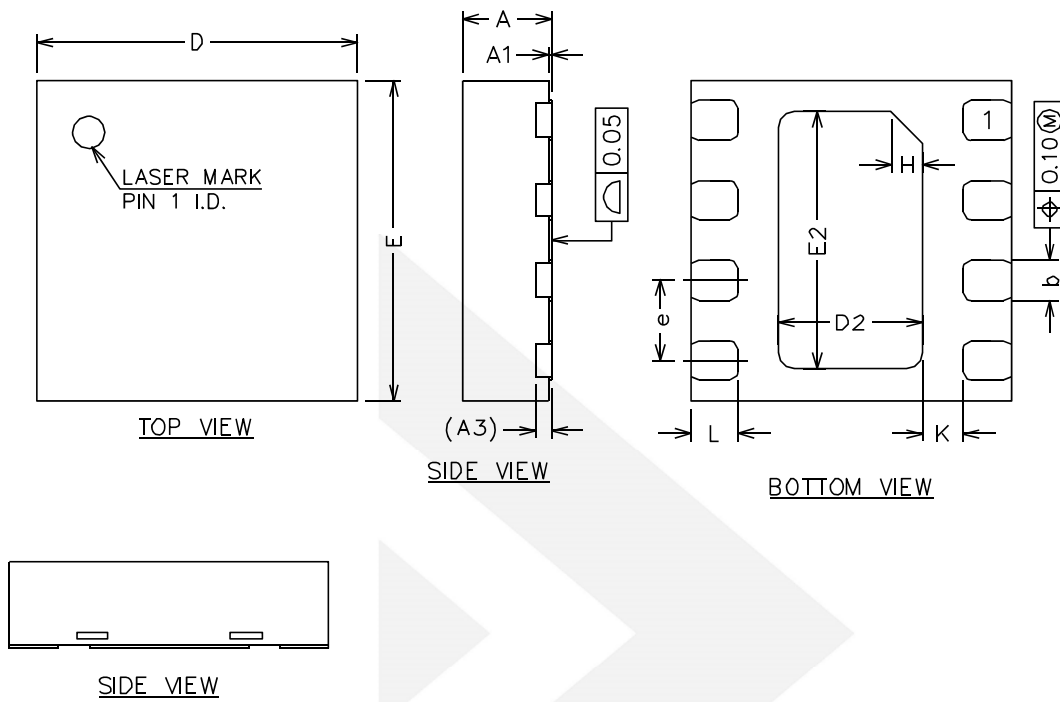 D
LASER MARK
PIN 1 I.D.
E
TOP VIEW
A
A1
⌓ 0.05
(A3)
SIDE VIEW
1
H
E2
D2
e
L
K
b
⌖ 0.10Ⓜ
BOTTOM VIEW
SIDE VIEW